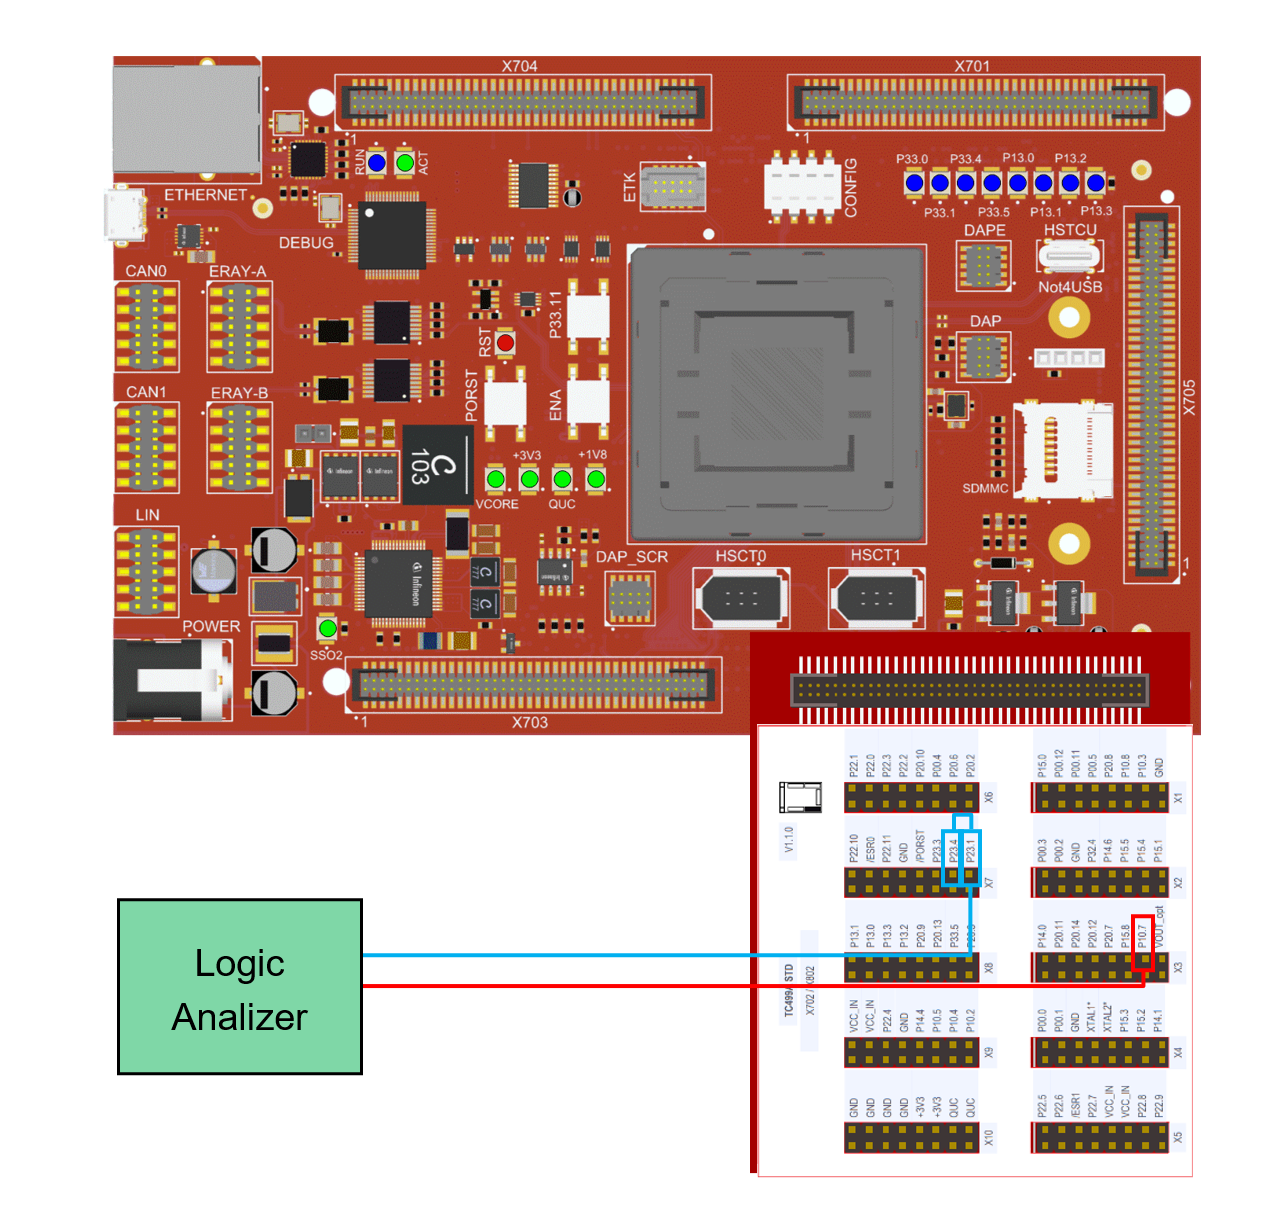 X704
X701
1
1
RUN
ACT
ETHERNET
ETK
CONFIG
P33.0
P33.4
P13.0
P13.2
P33.1
P33.5
P13.1
P13.3
DEBUG
DAPE
HSTCU
Not4USB
CAN0
ERAY-A
P33.11
RST
DAP
CAN1
ERAY-B
PORST
ENA
X705
C
103
+3V3
+1V8
VCORE
QUC
SDMMC
LIN
Infineon
Infineon
Infineon
DAP_SCR
HSCT0
HSCT1
1
POWER
SSO2
1
X703
P22.1
P22.0
P22.3
P22.2
P20.10
P00.4
P20.6
P20.2
X6
P15.0
P00.12
P00.11
P00.5
P20.8
P10.8
P10.3
GND
X1
V1.1.0
P22.10
/ESR0
P22.11
GND
/PORST
P23.3
P23.4
P23.1
X7
P00.3
P00.2
GND
P32.4
P14.6
P15.5
P15.4
P15.1
X2
P13.1
P13.0
P13.3
P13.2
P20.9
P20.13
P33.5
X8
P14.0
P20.11
P20.14
P20.12
P20.7
P15.8
P10.7
VOUT_opt
X3
X702 / X802
VCC_IN
VCC_IN
P22.4
GND
P14.4
P10.5
P10.4
P10.2
X9
P00.0
P00.1
GND
XTAL1*
XTAL2*
P15.3
P15.2
P14.1
X4
GND
GND
GND
GND
+3V3
+3V3
QUC
QUC
X10
P22.5
P22.6
/ESR1
P22.7
VCC_IN
VCC_IN
P22.8
P22.9
X5
Logic
Analizer